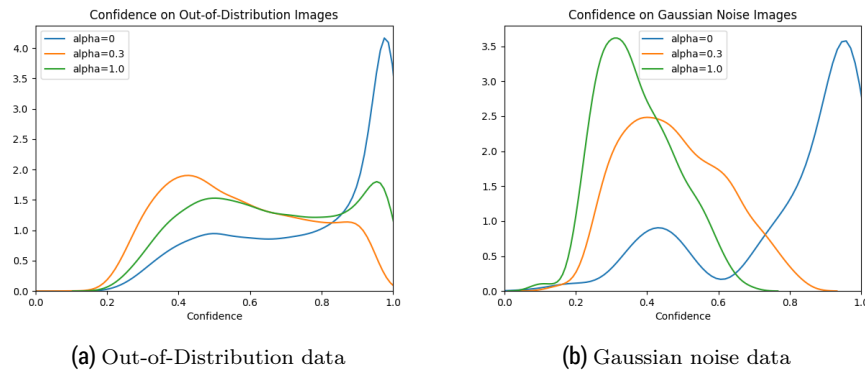 Confidence on Out-of-Distribution Images
alpha=0
alpha=0.3
alpha=1.0
4.0
3.5
3.0
2.5
2.0
1.5
1.0
0.5
0.0
0.0 0.2 0.4 0.6 0.8 1.0
Confidence
(a) Out-of-Distribution data
Confidence on Gaussian Noise Images
alpha=0
alpha=0.3
alpha=1.0
3.5
3.0
2.5
2.0
1.5
1.0
0.5
0.0
0.0 0.2 0.4 0.6 0.8 1.0
Confidence
(b) Gaussian noise data